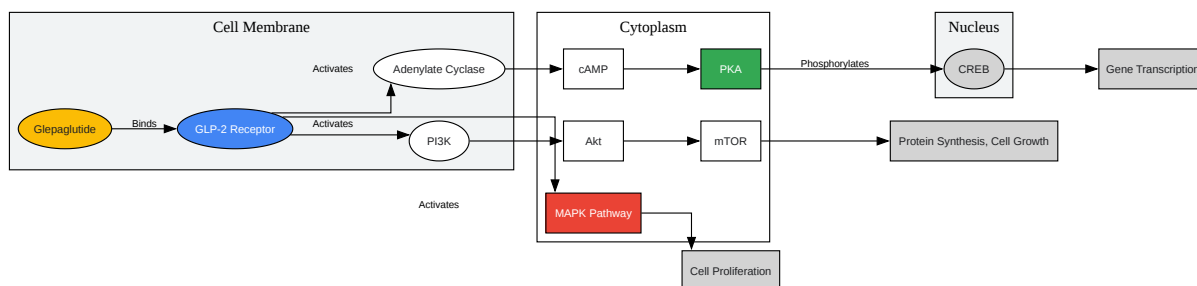 Cell Membrane
Cytoplasm
Nucleus
Activates
Adenylate Cyclase
cAMP
PKA
Phosphorylates
CREB
Gene Transcription
Glepaglutide
Binds
GLP-2 Receptor
Activates
PI3K
Akt
mTOR
Protein Synthesis, Cell Growth
Activates
MAPK Pathway
Cell Proliferation